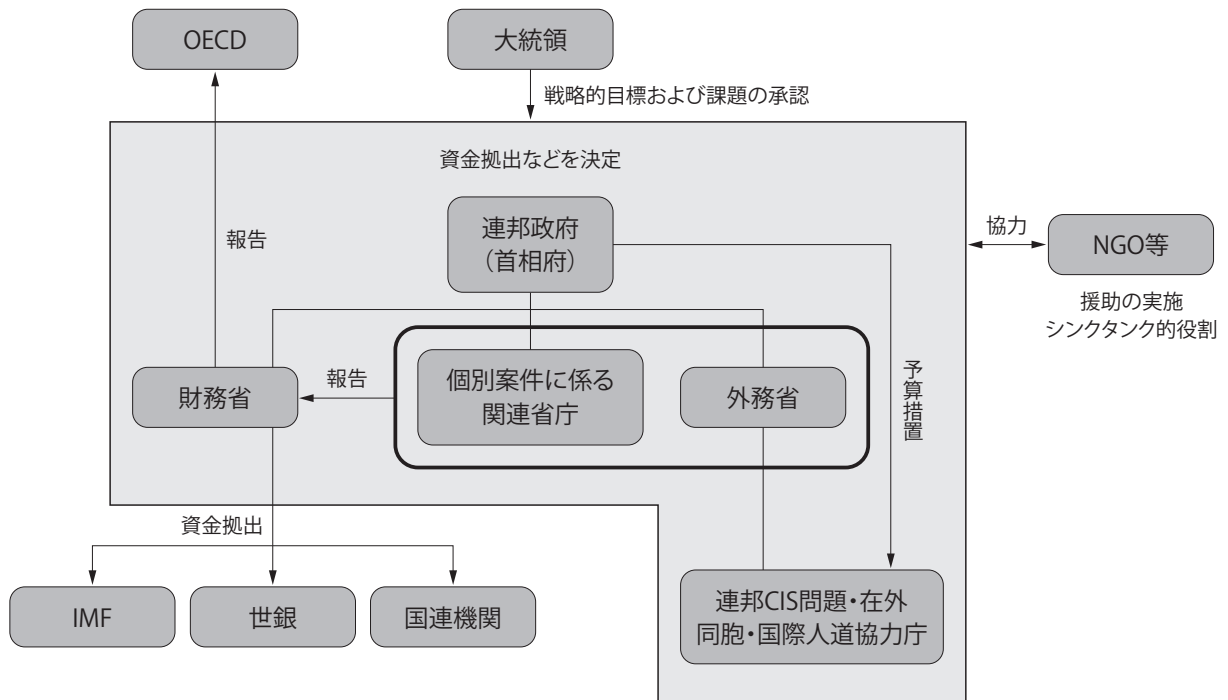 OECD
大統領
戦略的目標および課題の承認
資金拠出などを決定
報告
連邦政府
（首相府）
協力
NGO等
援助の実施
シンクタンク的役割
財務省
報告
個別案件に係る
関連省庁
外務省
予算措置
資金拠出
IMF
世銀
国連機関
連邦CIS問題・在外
同胞・国際人道協力庁